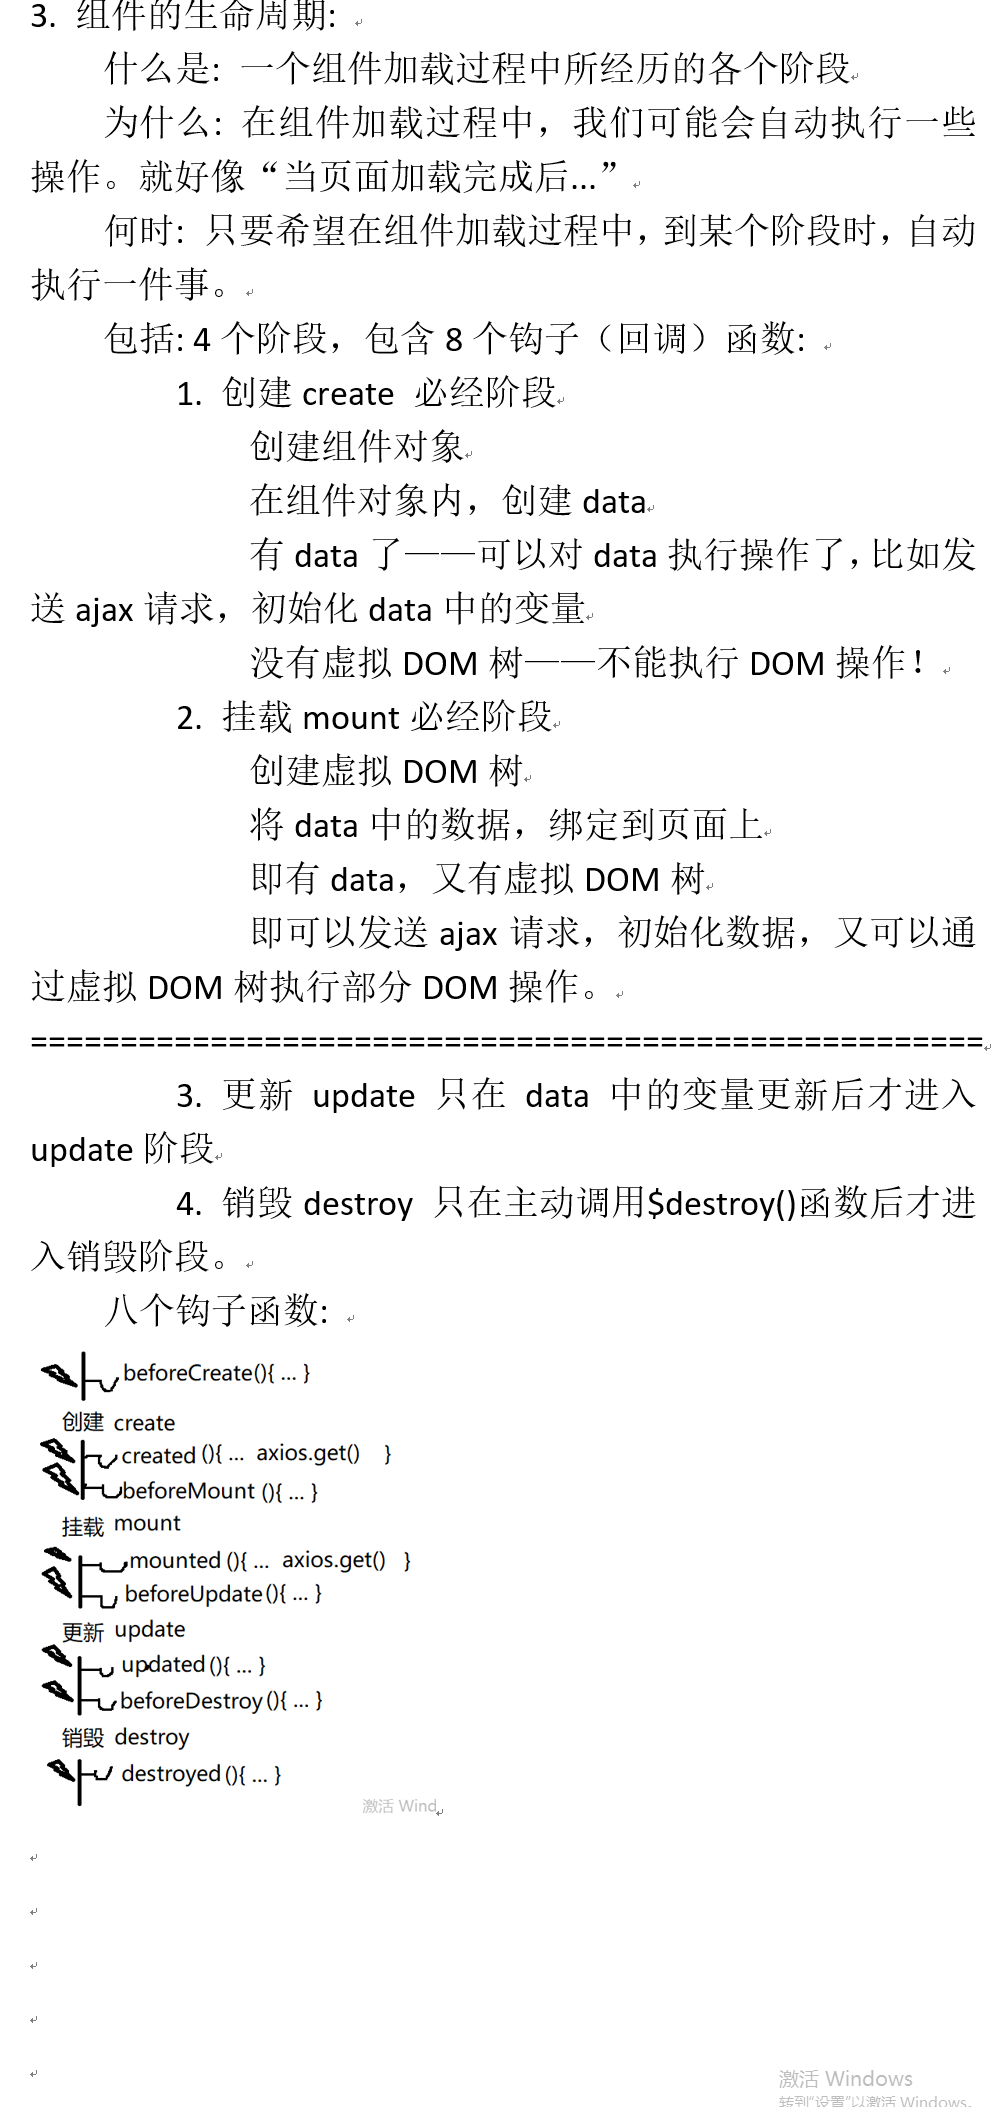 3. 组件的生命周期:
什么是: 一个组件加载过程中所经历的各个阶段
为什么: 在组件加载过程中，我们可能会自动执行一些
操作。就好像“当页面加载完成后...”
何时: 只要希望在组件加载过程中，到某个阶段时，自动
执行一件事。
包括: 4 个阶段，包含 8 个钩子（回调）函数:
1. 创建 create 必经阶段
创建组件对象
在组件对象内，创建 data
有 data 了——可以对 data 执行操作了，比如发
送 ajax 请求，初始化 data 中的变量
没有虚拟 DOM 树——不能执行 DOM 操作！
2. 挂载 mount 必经阶段
创建虚拟 DOM 树
将 data 中的数据，绑定到页面上
即有 data，又有虚拟 DOM 树
即可以发送 ajax 请求，初始化数据，又可以通
过虚拟 DOM 树执行部分 DOM 操作。
=====================================================
3. 更新 update 只在 data 中的变量更新后才进入
update 阶段
4. 销毁 destroy 只在主动调用$destroy()函数后才进
入销毁阶段。
八个钩子函数:
beforeCreate(){ ... }
创建 create
created (){ ... axios.get() }
beforeMount (){ ... }
挂载 mount
mounted (){ ... axios.get() }
beforeUpdate (){ ... }
更新 update
updated (){ ... }
beforeDestroy (){ ... }
销毁 destroy
destroyed (){ ... }
激活 Wind
激活 Windows
转到“设置”以激活 Windows。